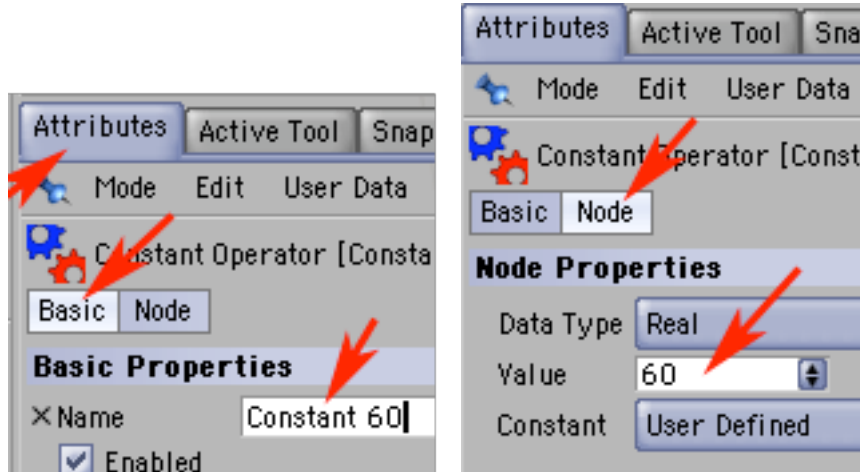 Attributes Active Tool Snap
Mode Edit User Data
Constant Operator [Consta
Basic Node
Basic Properties
×Name Constant 60
Enabled
Attributes Active Tool Sna
Mode Edit User Data
Constant Operator [Const
Basic Node
Node Properties
Data Type Real
Value 60
Constant User Defined